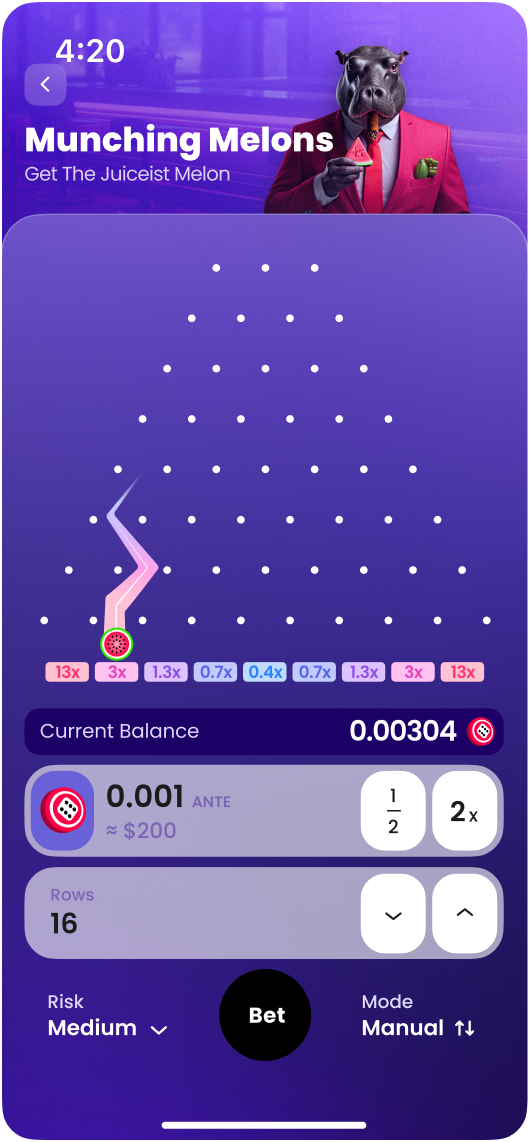 4:20
Munching Melons
Get The Juiceist Melon
13x 3x 1.3x 0.7x 0.4x 0.7x 1.3x 3x 13x
Current Balance 0.00304
0.001 ANTE
≈ $200
1/2
2x
Rows
16
Risk
Medium
Bet
Mode
Manual